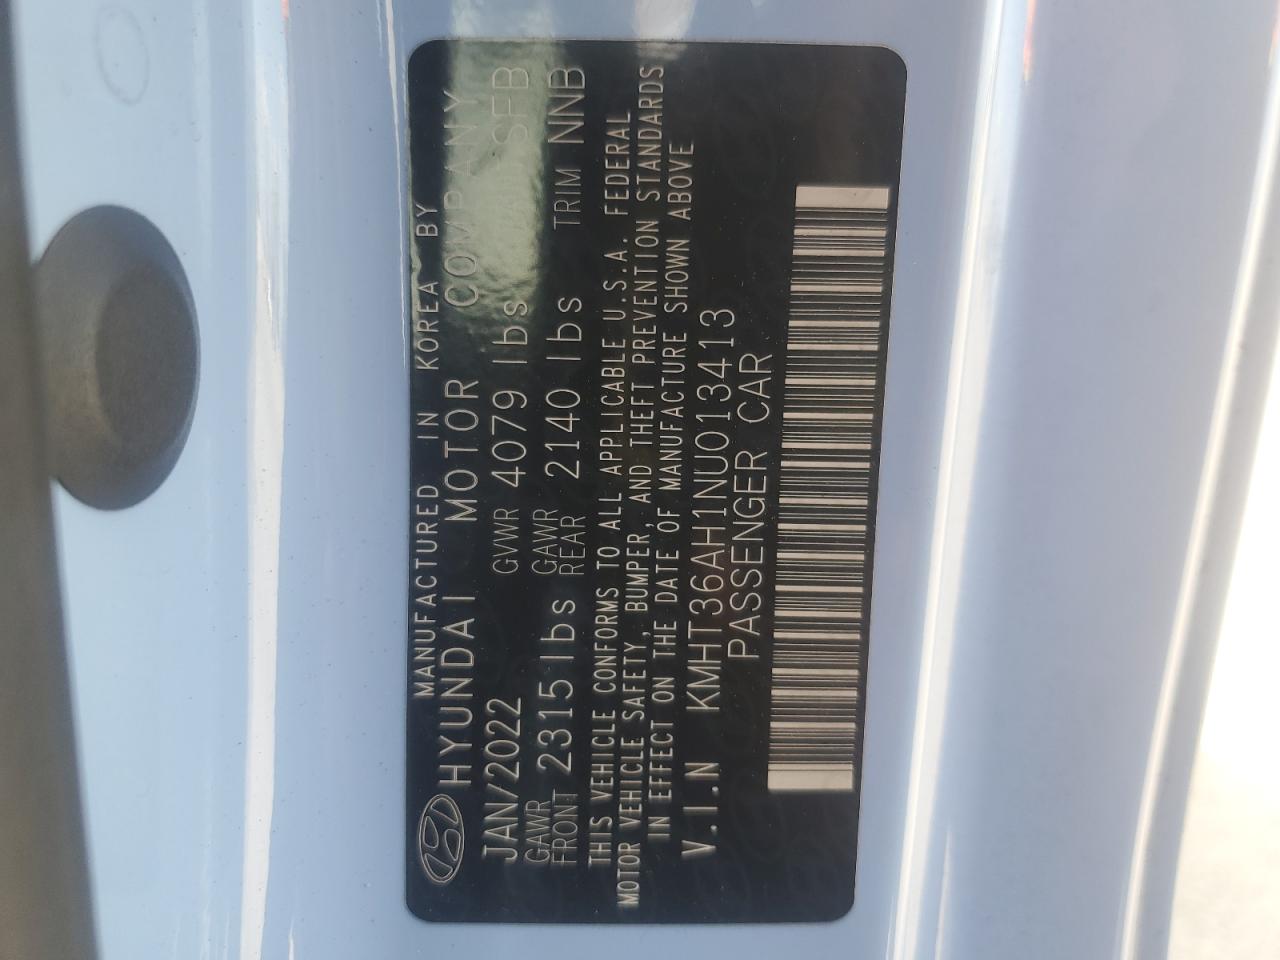 MANUFACTURED IN KOREA BY
HYUNDAI MOTOR COMPANY
JAN/2022 GVWR 4079 lbs SFB
GAWR FRONT 2315 lbs GAWR REAR 2140 lbs TRIM NNB
THIS VEHICLE CONFORMS TO ALL APPLICABLE U.S.A. FEDERAL
MOTOR VEHICLE SAFETY, BUMPER, AND THEFT PREVENTION STANDARDS
IN EFFECT ON THE DATE OF MANUFACTURE SHOWN ABOVE
V.I.N KMHT36AH1NU013413
PASSENGER CAR